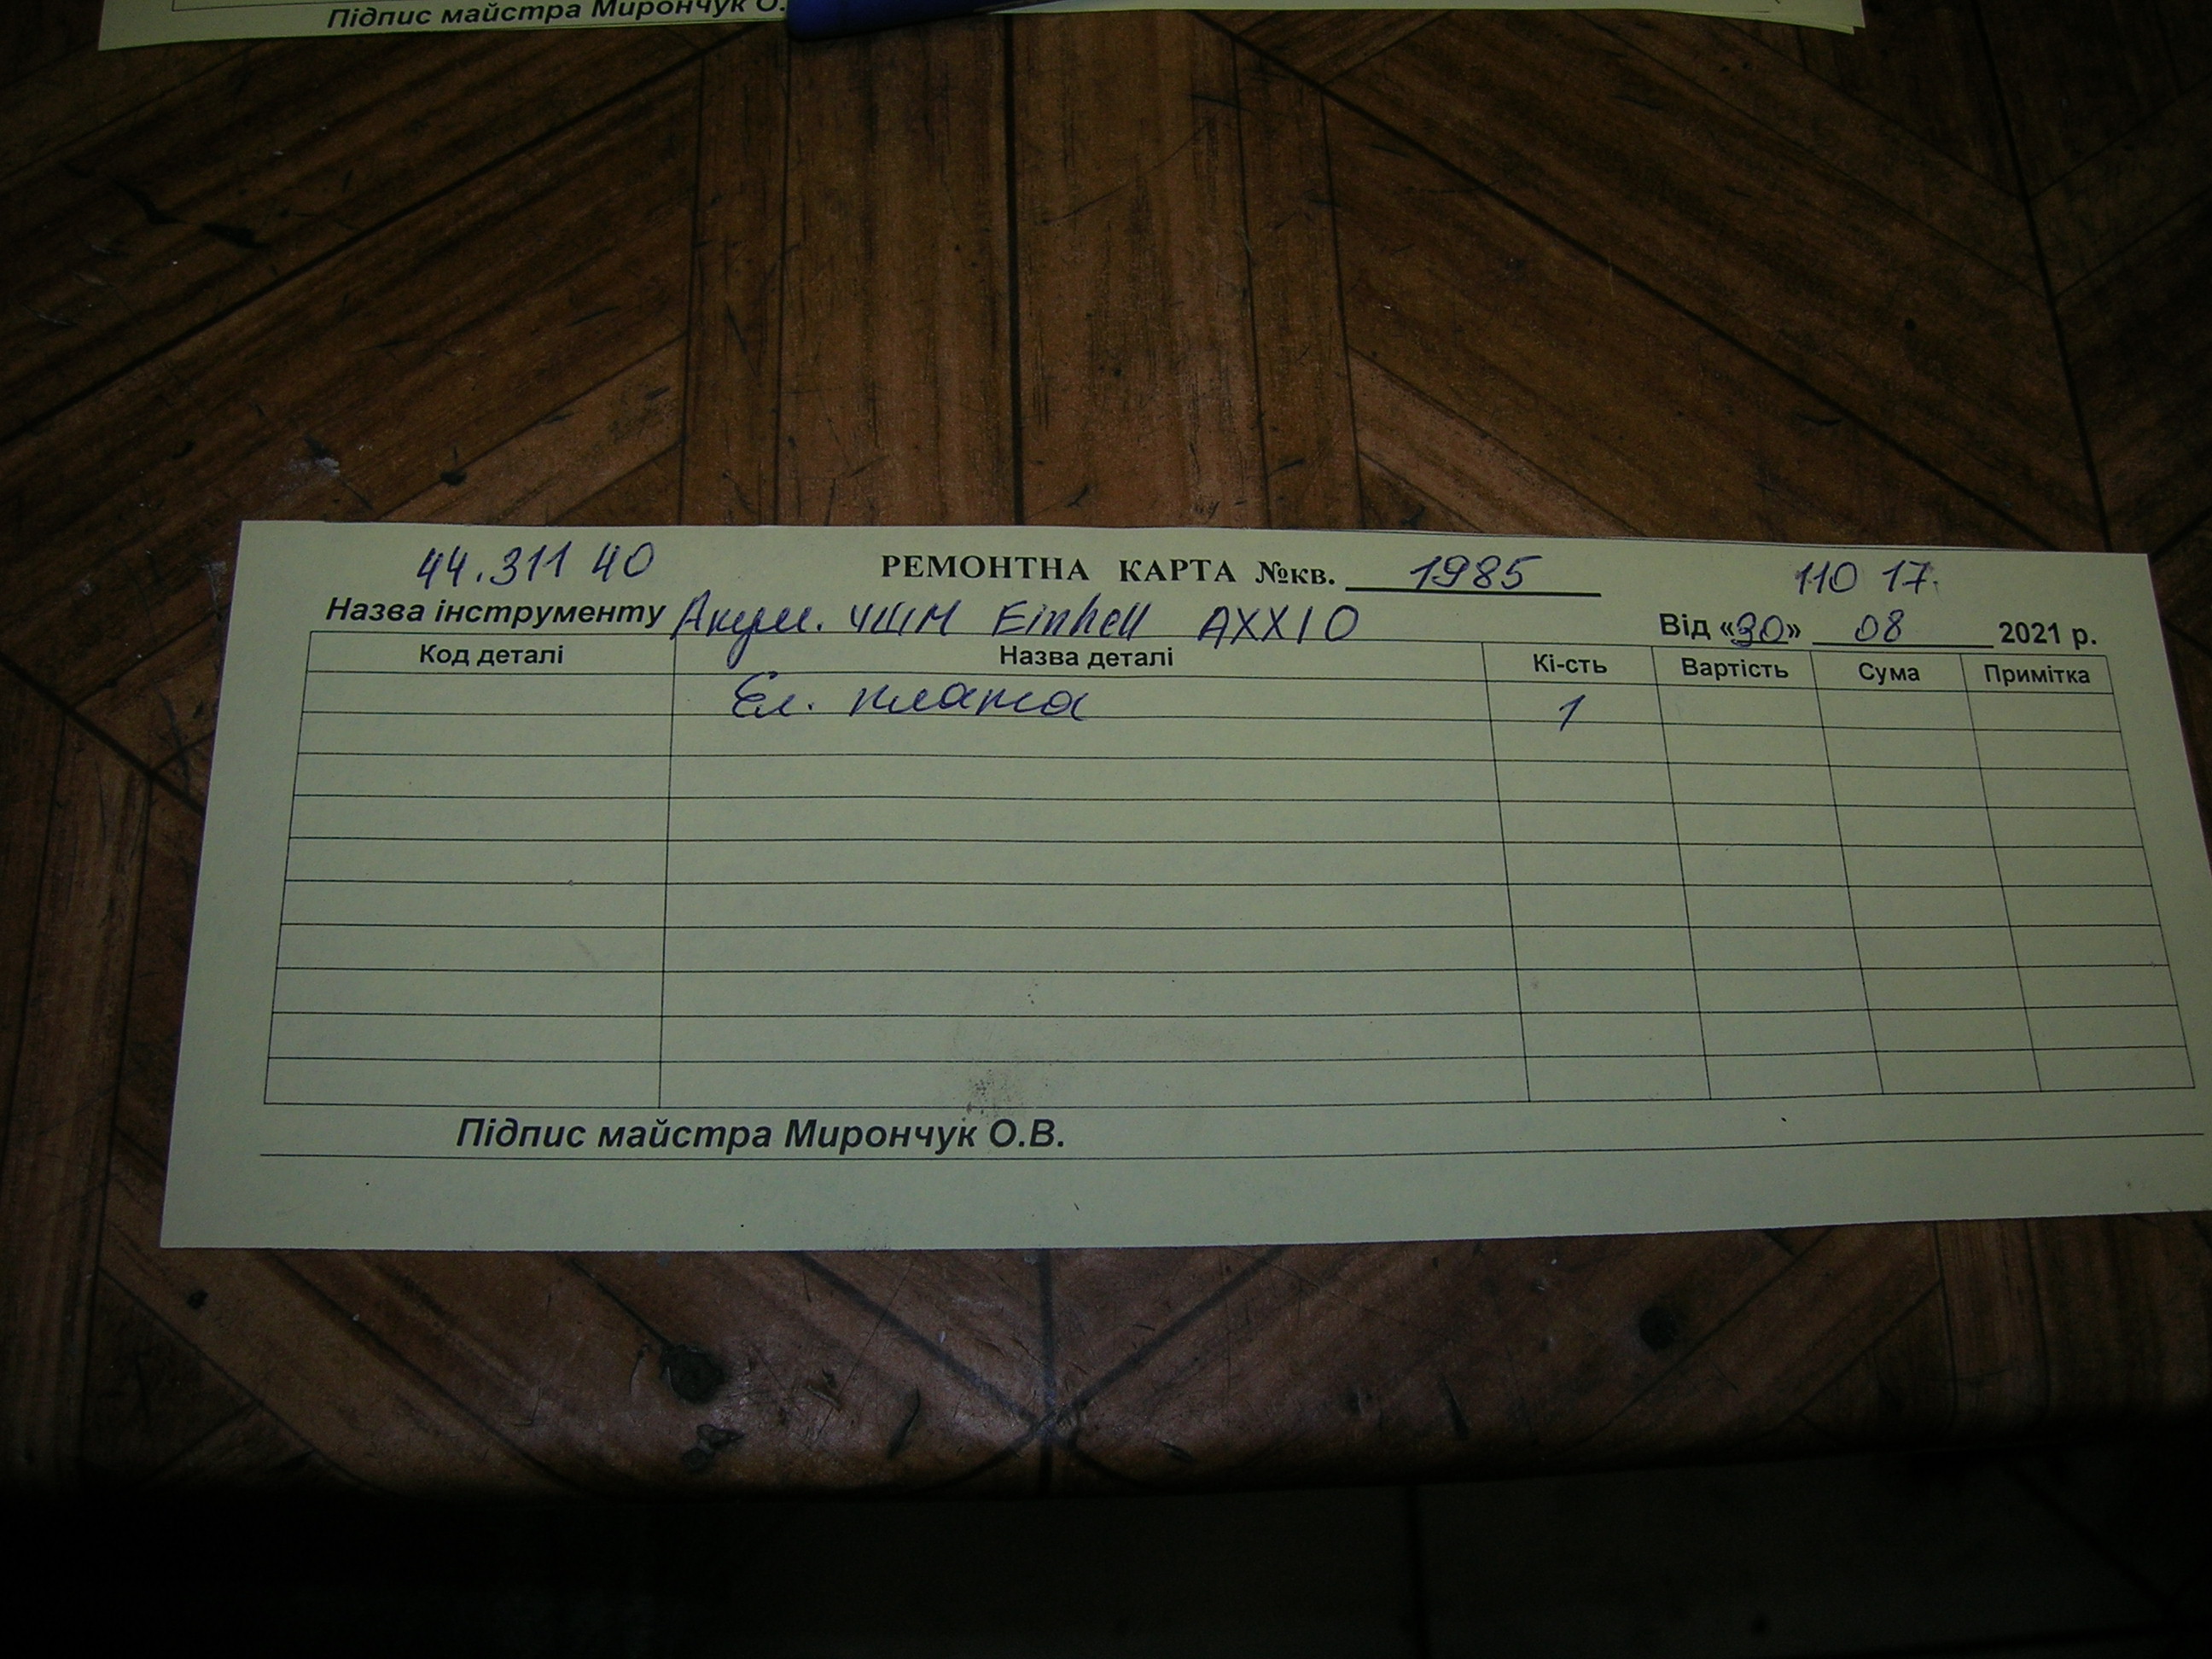 Підпис майстра Мирончук О.
44.311 40 РЕМОНТНА КАРТА №кв. 1985 110 17.
Назва інструменту Акум. УШМ Einhell AXXIO Від «30» 08 2021 р.
Код деталі Назва деталі Кі-сть Вартість Сума Примітка
Ел. плата 1
Підпис майстра Мирончук О.В.